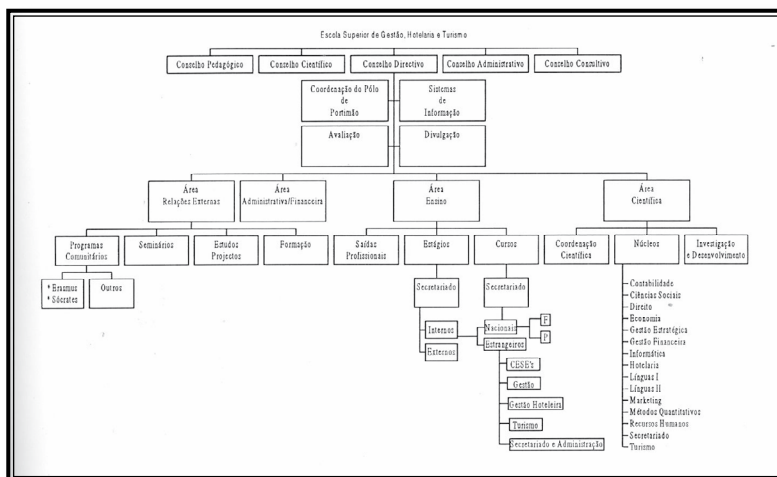 Escola Superior de Gestão, Hotelaria e Turismo
Conselho Pedagógico
Conselho Científico
Conselho Directivo
Conselho Administrativo
Conselho Consultivo
Coordenação do Pólo
de
Portimão
Sistemas
de
Informação
Avaliação
Divulgação
Área
Relações Externas
Área
Administrativa/Financeira
Área
Ensino
Área
Científica
Programas
Comunitários
Seminários
Estudos
Projectos
Formação
Saídas
Profissionais
Estágios
Cursos
Coordenação
Científica
Núcleos
Investigação
e Desenvolvimento
* Erasmus
* Sócrates
Outros
Secretariado
Internos
Externos
Secretariado
Nacionais
F
P
Estrangeiros
CESE's
Gestão
Gestão Hoteleira
Turismo
Secretariado e Administração
Contabilidade
Ciências Sociais
Direito
Economia
Gestão Estratégica
Gestão Financeira
Informática
Hotelaria
Línguas I
Línguas II
Marketing
Métodos Quantitativos
Recursos Humanos
Secretariado
Turismo